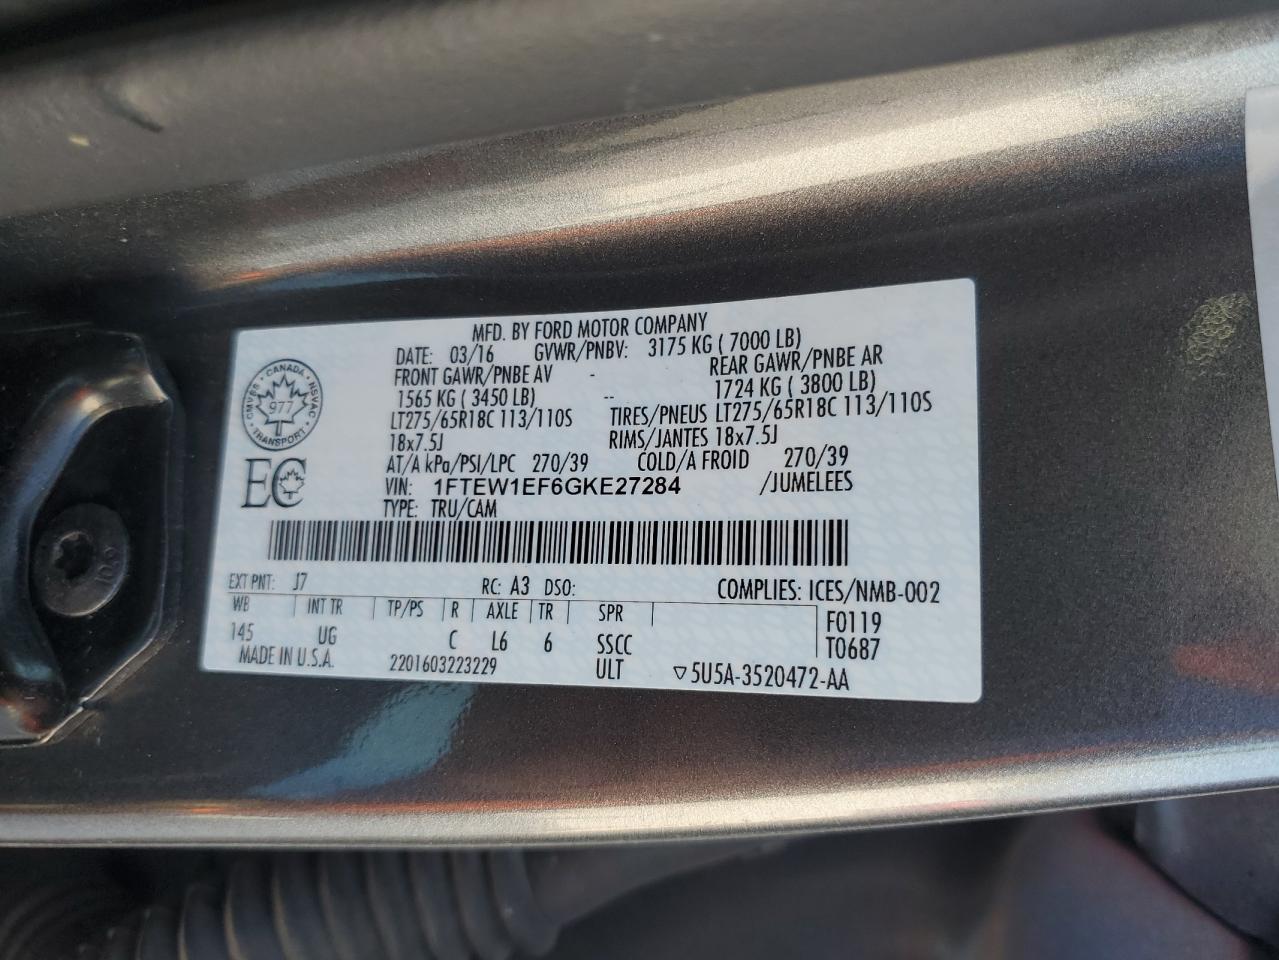 MFD. BY FORD MOTOR COMPANY
DATE: 03/16 GVWR/PNBV: 3175 KG ( 7000 LB)
FRONT GAWR/PNBE AV - REAR GAWR/PNBE AR
1565 KG ( 3450 LB) -- 1724 KG ( 3800 LB)
LT275/65R18C 113/110S TIRES/PNEUS LT275/65R18C 113/110S
18x7.5J RIMS/JANTES 18x7.5J
AT/A kPa/PSI/LPC 270/39 COLD/A FROID 270/39
VIN: 1FTEW1EF6GKE27284 /JUMELEES
TYPE: TRU/CAM
CANADA
CMVSS NSVAC
977
TRANSPORT
EC
EXT PNT: J7 RC: A3 DSO: COMPLIES: ICES/NMB-002
WB INT TR TP/PS R AXLE TR SPR F0119
145 UG C L6 6 SSCC T0687
MADE IN U.S.A. 2201603223229 ULT ▽5U5A-3520472-AA